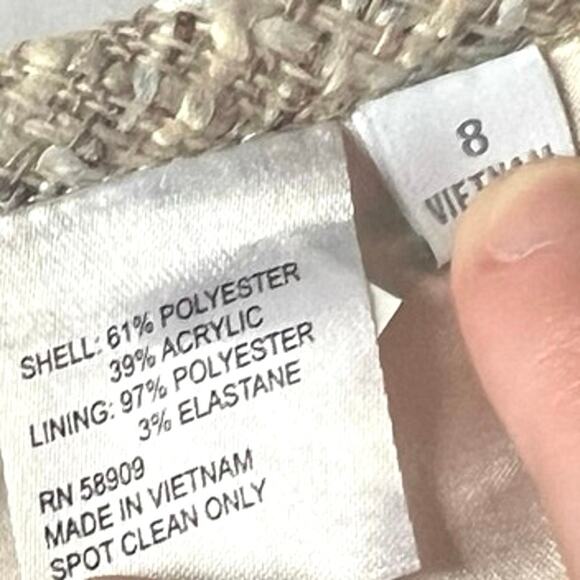 8
VIETNAM
SHELL: 61% POLYESTER
39% ACRYLIC
LINING: 97% POLYESTER
3% ELASTANE
RN 58909
MADE IN VIETNAM
SPOT CLEAN ONLY